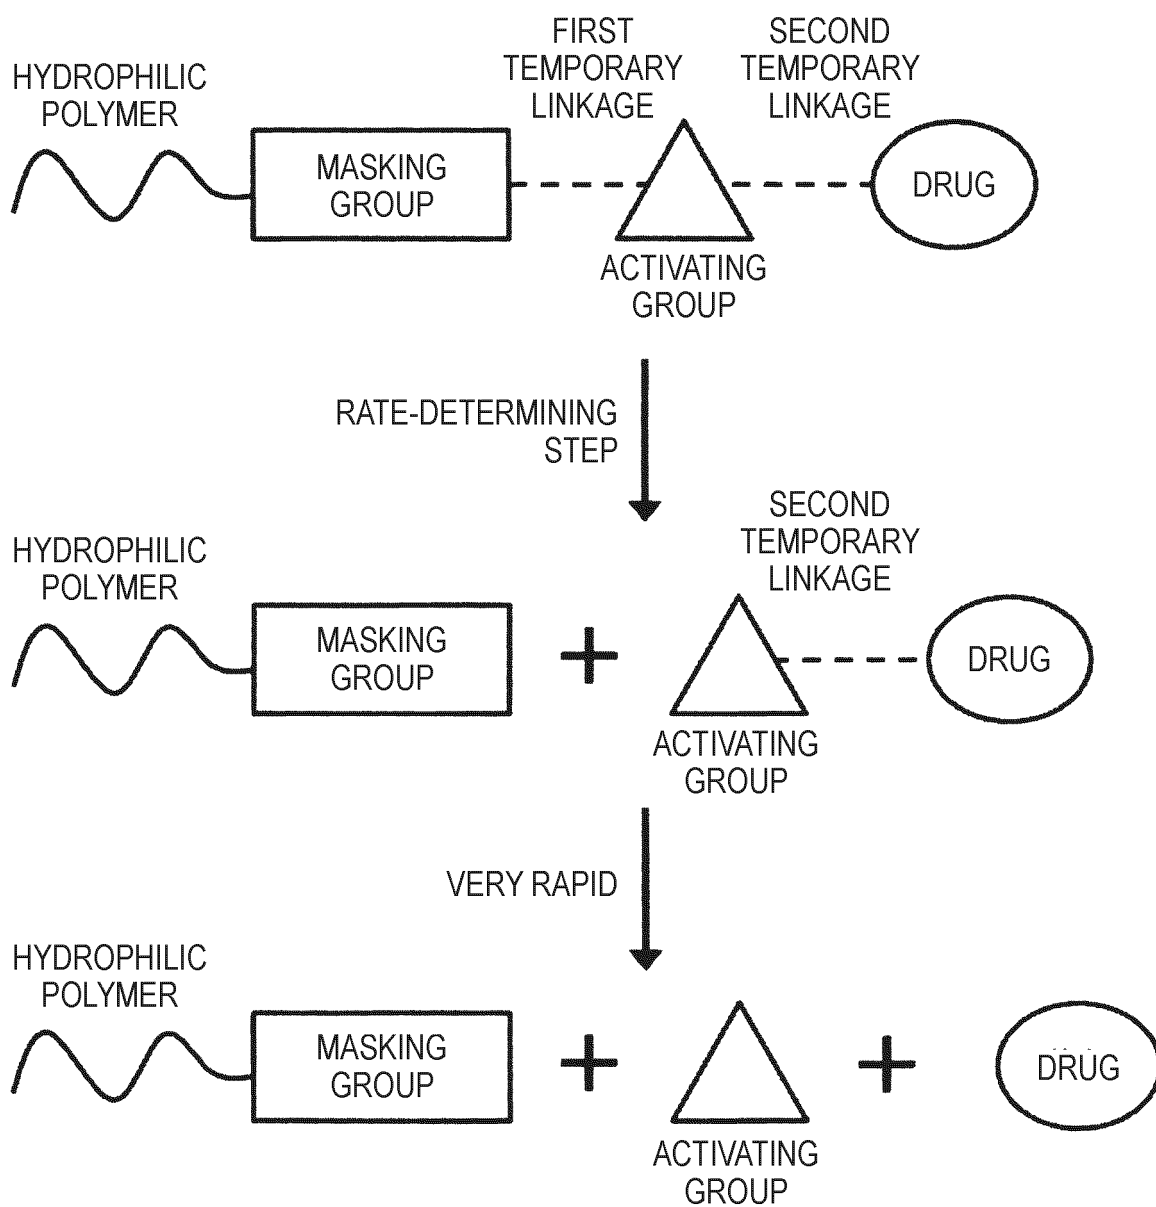 HYDROPHILIC
POLYMER
MASKING
GROUP
FIRST
TEMPORARY
LINKAGE
SECOND
TEMPORARY
LINKAGE
DRUG
ACTIVATING
GROUP
RATE-DETERMINING
STEP
HYDROPHILIC
POLYMER
MASKING
GROUP
+
SECOND
TEMPORARY
LINKAGE
DRUG
ACTIVATING
GROUP
VERY RAPID
HYDROPHILIC
POLYMER
MASKING
GROUP
+
+
DRUG
ACTIVATING
GROUP